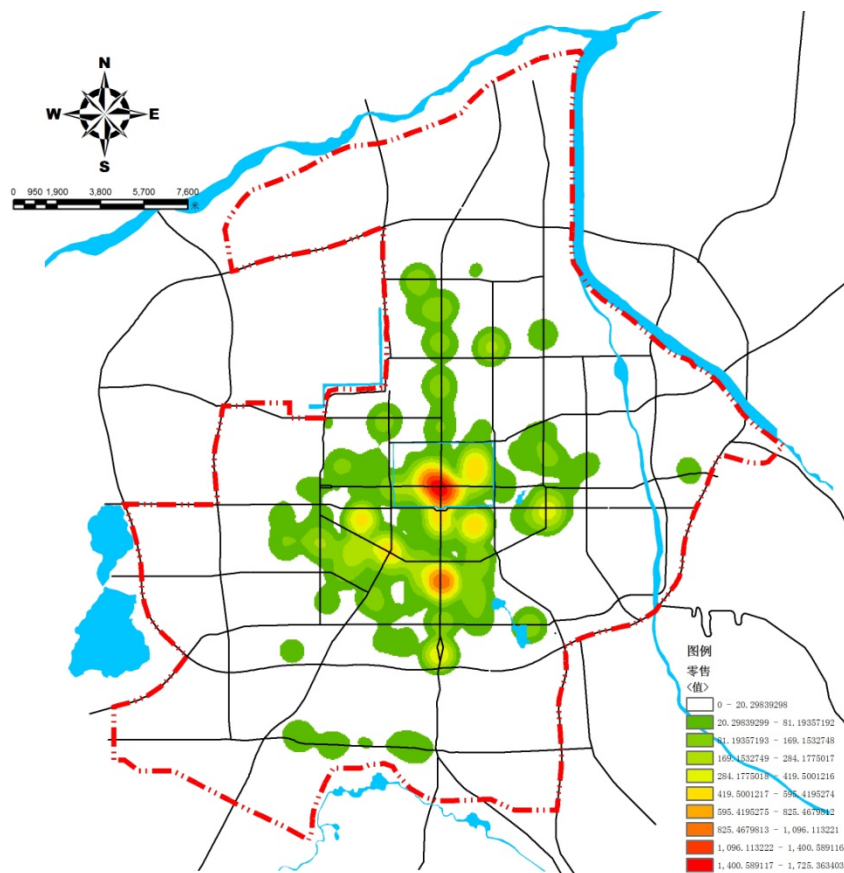 N
W
E
S
0 950 1,900 3,800 5,700 7,600
米
图例
零售
<值>
0 - 20.29839298
20.29839299 - 81.19357192
81.19357193 - 169.1532748
169.1532749 - 284.1775017
284.1775018 - 419.5001216
419.5001217 - 595.4195274
595.4195275 - 825.4679812
825.4679813 - 1,096.113221
1,096.113222 - 1,400.589116
1,400.589117 - 1,725.363403